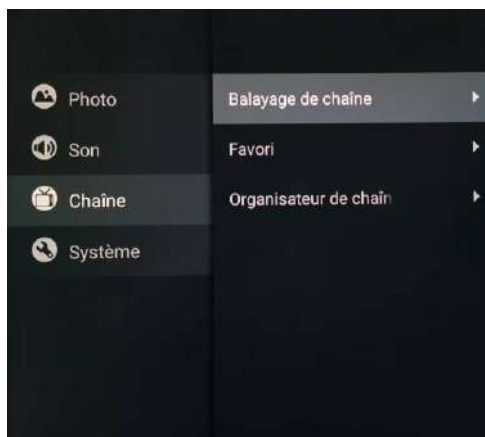 Photo
Son
Chaîne
Système
Balayage de chaîne
Favori
Organisateur de chaîn